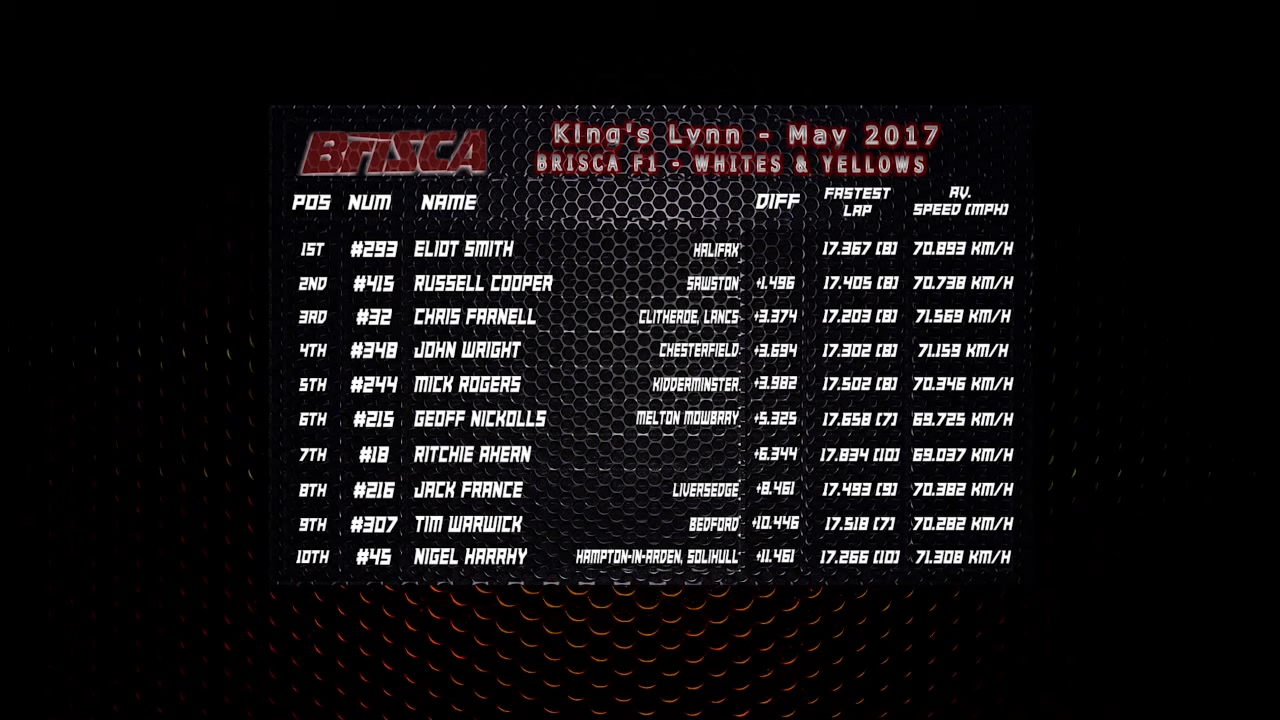 BRISCA
King's Lynn - May 2017
BRISCA F1 - WHITES & YELLOWS
POS NUM NAME DIFF FASTEST LAP AV. SPEED (MPH)
1ST #293 ELIOT SMITH HALIFAX 17.367 (8) 70.893 KM/H
2ND #415 RUSSELL COOPER SAWSTON +1.496 17.405 (8) 70.738 KM/H
3RD #32 CHRIS FARNELL CLITHEROE, LANCS +3.374 17.203 (8) 71.569 KM/H
4TH #348 JOHN WRIGHT CHESTERFIELD +3.694 17.302 (8) 71.159 KM/H
5TH #244 MICK ROGERS KIDDERMINSTER +3.982 17.502 (8) 70.346 KM/H
6TH #215 GEOFF NICKOLLS MELTON MOWBRAY +5.325 17.658 (7) 69.725 KM/H
7TH #18 RITCHIE AHERN +6.344 17.834 (10) 69.037 KM/H
8TH #216 JACK FRANCE LIVERSEDGE +8.461 17.493 (9) 70.382 KM/H
9TH #307 TIM WARWICK BEDFORD +10.446 17.518 (7) 70.282 KM/H
10TH #45 NIGEL HARRHY HAMPTON-IN-ARDEN, SOLIHULL +11.461 17.266 (10) 71.308 KM/H